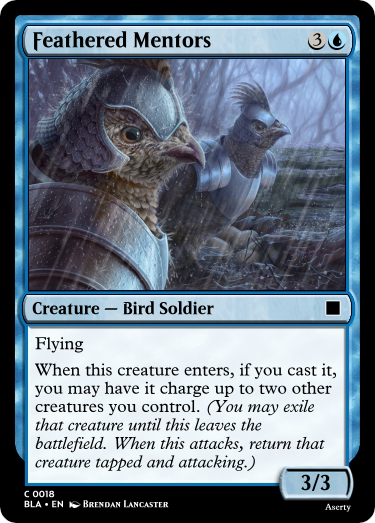 Feathered Mentors 3
Creature — Bird Soldier
Flying
When this creature enters, if you cast it,
you may have it charge up to two other
creatures you control. (You may exile
that creature until this leaves the
battlefield. When this attacks, return that
creature tapped and attacking.)
3/3
C 0018
BLA • EN Brendan Lancaster
Aserty